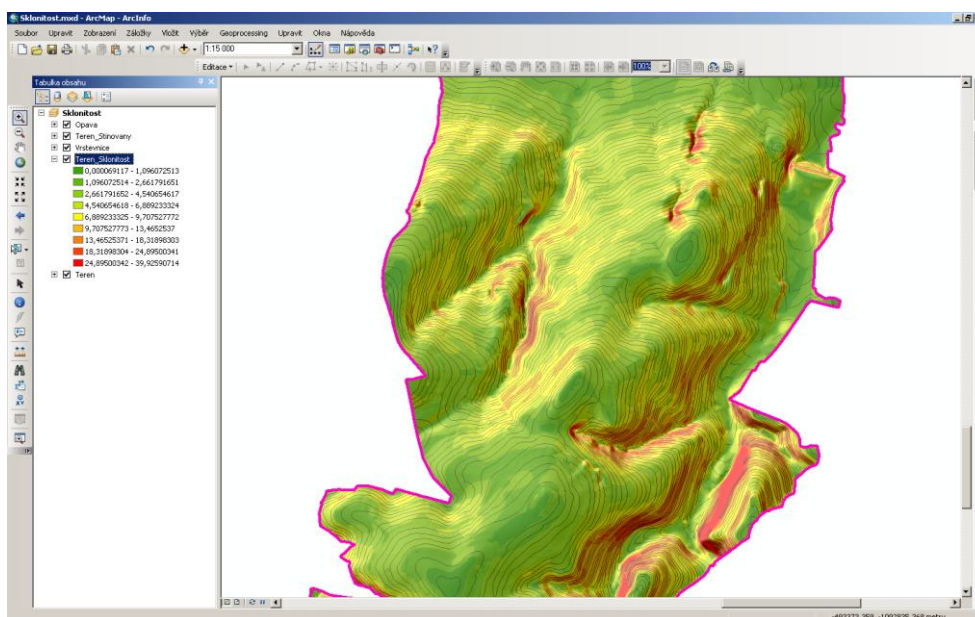 Sklonitost.mxd - ArcMap - ArcInfo
Soubor Upravit Zobrazení Záložky Vložit Výběr Geoprocessing Upravit Okna Nápověda
1:15 000
Editace 100%
Tabulka obsahu
Sklonitost
Opava
Teren_Stinovany
Vrstevnice
Teren_Sklonitost
0,000069117 - 1,096072513
1,096072514 - 2,661791651
2,661791652 - 4,540654617
4,540654618 - 6,889233324
6,889233325 - 9,707527772
9,707527773 - 13,4652537
13,46525371 - 18,31898303
18,31898304 - 24,89500341
24,89500342 - 39,92590714
Teren